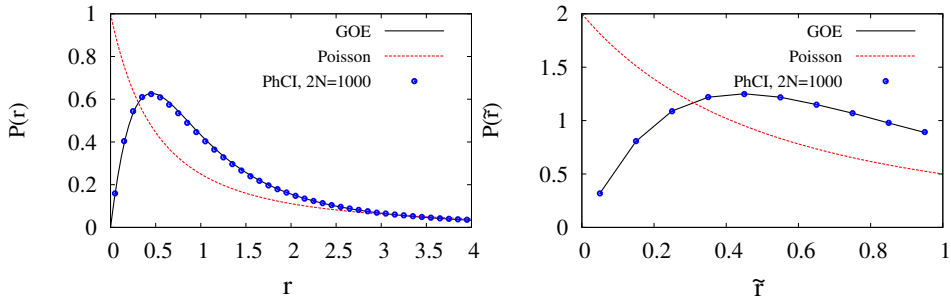 GOE
Poisson
PhCI, 2N=1000
P(r)
1
0.8
0.6
0.4
0.2
0
0 0.5 1 1.5 2 2.5 3 3.5 4
r
GOE
Poisson
PhCI, 2N=1000
P(r̃)
2
1.5
1
0.5
0
0 0.2 0.4 0.6 0.8 1
r̃